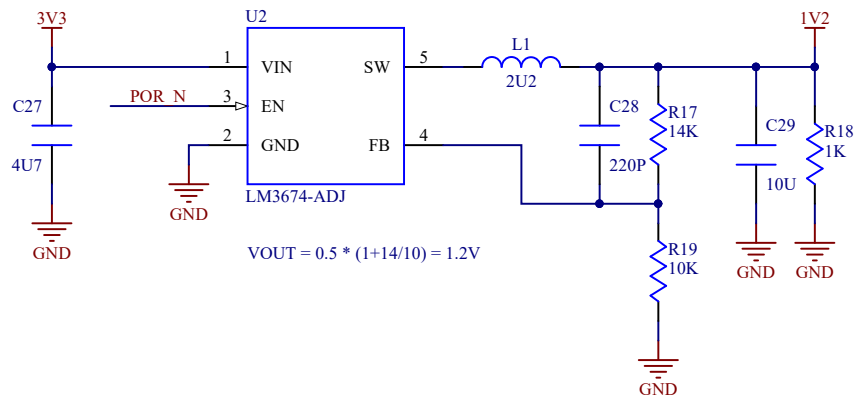 3V3
U2
1V2
1
VIN
SW
5
L1
2U2
C27
4U7
POR_N
3
EN
2
GND
FB
4
C28
220P
R17
14K
C29
10U
R18
1K
GND
LM3674-ADJ
GND
GND
GND
VOUT = 0.5 * (1+14/10) = 1.2V
R19
10K
GND